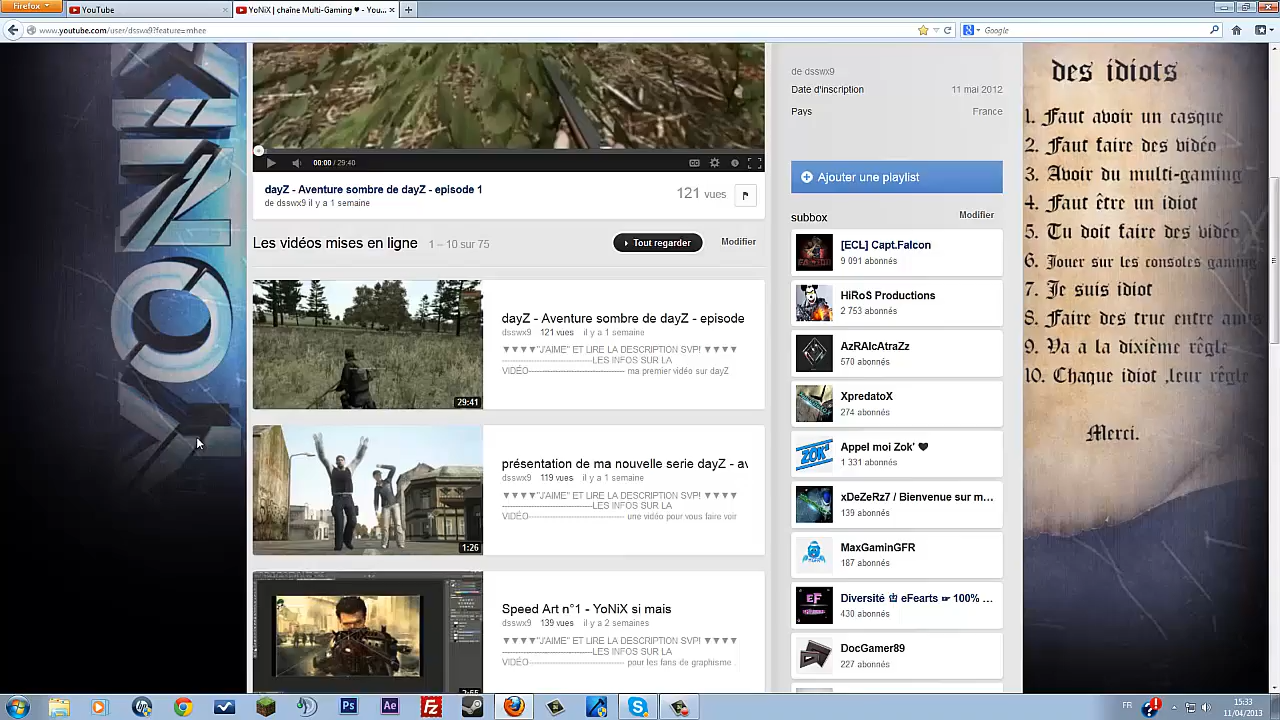 Firefox
YouTube
YoNiX | chaîne Multi-Gaming ♥ - You...
www.youtube.com/user/dsswx9?feature=mhee
Google
YoNiX
00:00 / 29:40
dayZ - Aventure sombre de dayZ - episode 1
de dsswx9 il y a 1 semaine
121 vues
Les vidéos mises en ligne 1 – 10 sur 75
Tout regarder
Modifier
29:41
dayZ - Aventure sombre de dayZ - episode
dsswx9 121 vues il y a 1 semaine
▼▼▼▼"J'AIME" ET LIRE LA DESCRIPTION SVP! ▼▼▼▼
-------------------------------LES INFOS SUR LA
VIDÉO-------------------------------- ma premier vidéo sur dayZ
1:26
présentation de ma nouvelle serie dayZ - av
dsswx9 119 vues il y a 1 semaine
▼▼▼▼"J'AIME" ET LIRE LA DESCRIPTION SVP! ▼▼▼▼
-------------------------------LES INFOS SUR LA
VIDÉO-------------------------------- une vidéo pour vous faire voir
Speed Art n°1 - YoNiX si mais
dsswx9 139 vues il y a 2 semaines
▼▼▼▼"J'AIME" ET LIRE LA DESCRIPTION SVP! ▼▼▼▼
-------------------------------LES INFOS SUR LA
VIDÉO-------------------------------- pour les fans de graphisme
de dsswx9
Date d'inscription 11 mai 2012
Pays France
Ajouter une playlist
subbox Modifier
[ECL] Capt.Falcon
9 091 abonnés
HiRoS Productions
2 753 abonnés
AzRAlcAtraZz
570 abonnés
XpredatoX
274 abonnés
Appel moi Zok' ♥
1 331 abonnés
xDeZeRz7 / Bienvenue sur m...
139 abonnés
MaxGaminGFR
187 abonnés
Diversite de eFearts ☞ 100% ...
430 abonnés
DocGamer89
227 abonnés
des idiots
1. Faut avoir un casque
2. Faut faire des vidéo
3. Avoir du multi-gaming
4. Faut être un idiot
5. Tu doit faire des vidéo
6. Jouer sur les consoles gaming
7. Je suis idiot
8. Faire des truc entre amis
9. Va a la dixième rêgle
10. Chaque idiot ,leur rêgle
Merci.
Ps
Ae
FZ
FR
15:33
11/04/2013